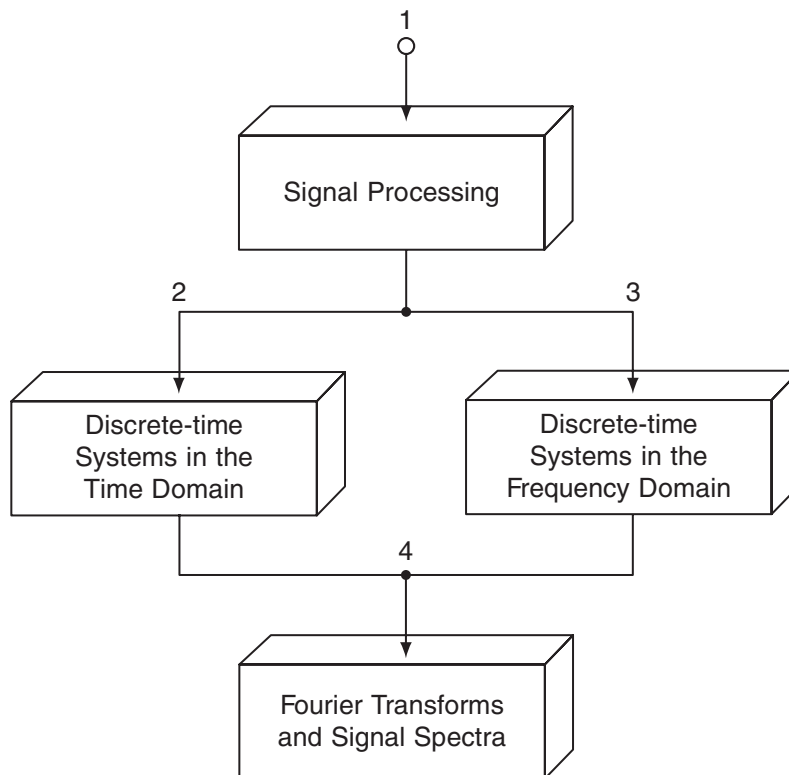 1
Signal Processing
2
3
Discrete-time
Systems in the
Time Domain
Discrete-time
Systems in the
Frequency Domain
4
Fourier Transforms
and Signal Spectra